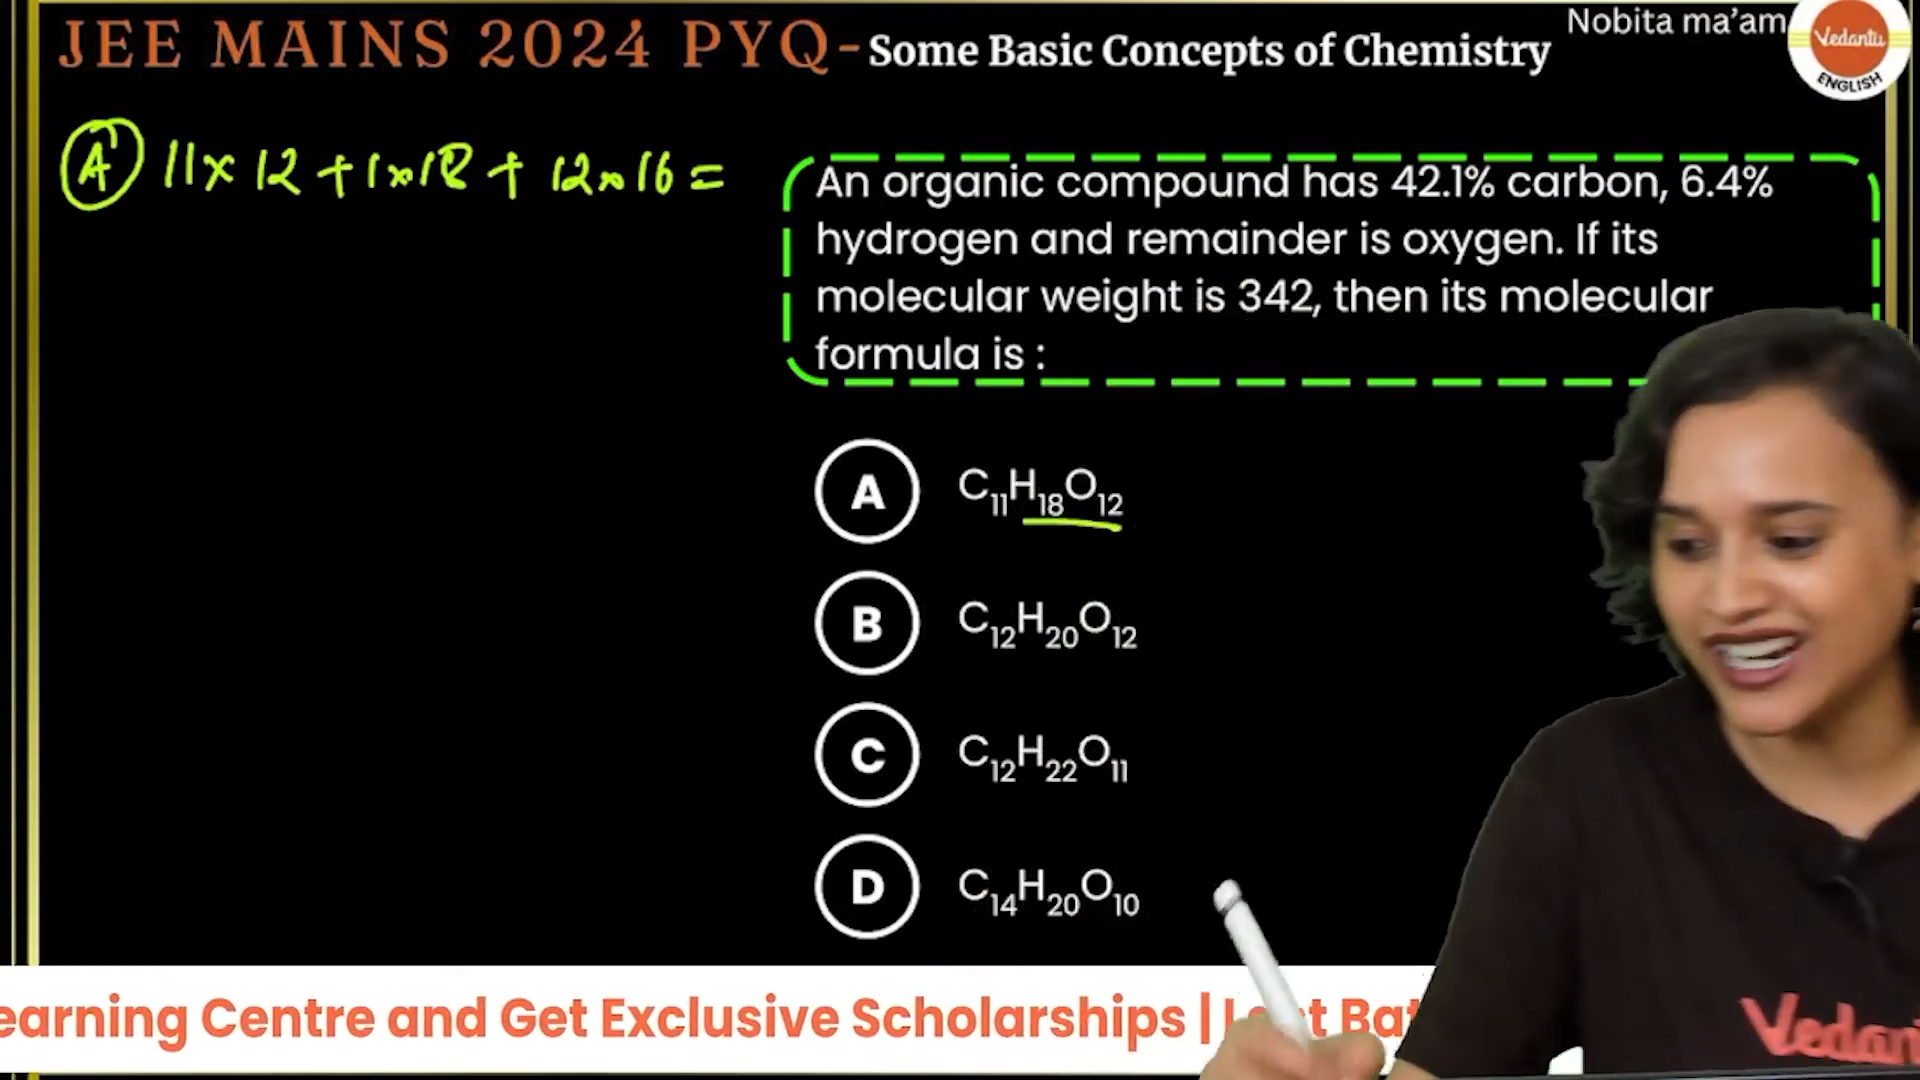 JEE MAINS 2024 PYQ- Some Basic Concepts of Chemistry
Nobita ma'am
Vedantu
ENGLISH
A 11 x 12 + 1 x 18 + 12 x 16 =
An organic compound has 42.1% carbon, 6.4%
hydrogen and remainder is oxygen. If its
molecular weight is 342, then its molecular
formula is :
A C₁₁H₁₈O₁₂
B C₁₂H₂₀O₁₂
C C₁₂H₂₂O₁₁
D C₁₄H₂₀O₁₀
earning Centre and Get Exclusive Scholarships |
Vedan